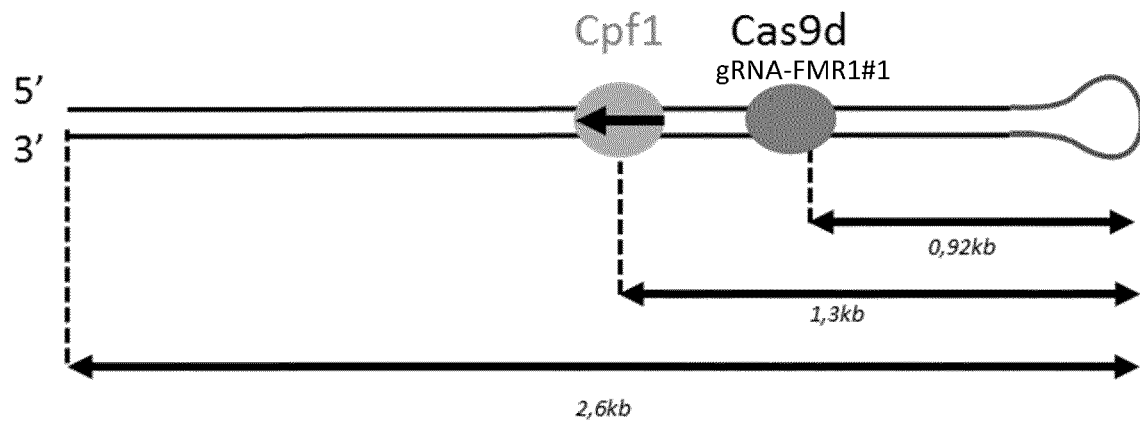 Cpf1
Cas9d
gRNA-FMR1#1
5’
3’
0,92kb
1,3kb
2,6kb